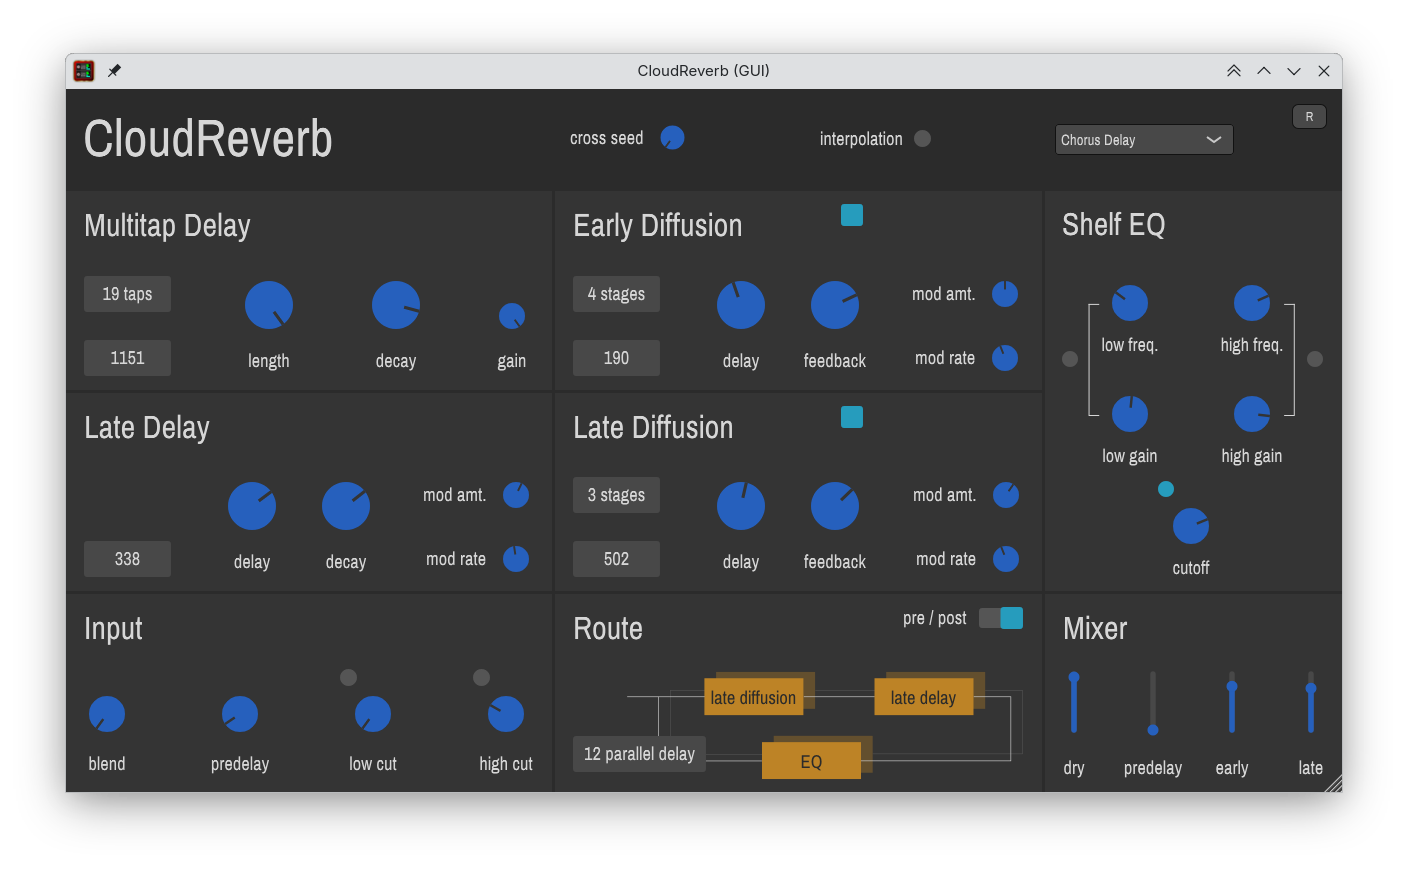 CloudReverb (GUI)
CloudReverb
cross seed
interpolation
Chorus Delay
R
Multitap Delay
19 taps
1151
length
decay
gain
Early Diffusion
4 stages
190
delay
feedback
mod amt.
mod rate
Shelf EQ
low freq.
high freq.
low gain
high gain
cutoff
Late Delay
338
delay
decay
mod amt.
mod rate
Late Diffusion
3 stages
502
delay
feedback
mod amt.
mod rate
Input
blend
predelay
low cut
high cut
Route
pre / post
late diffusion
late delay
12 parallel delay
EQ
Mixer
dry
predelay
early
late